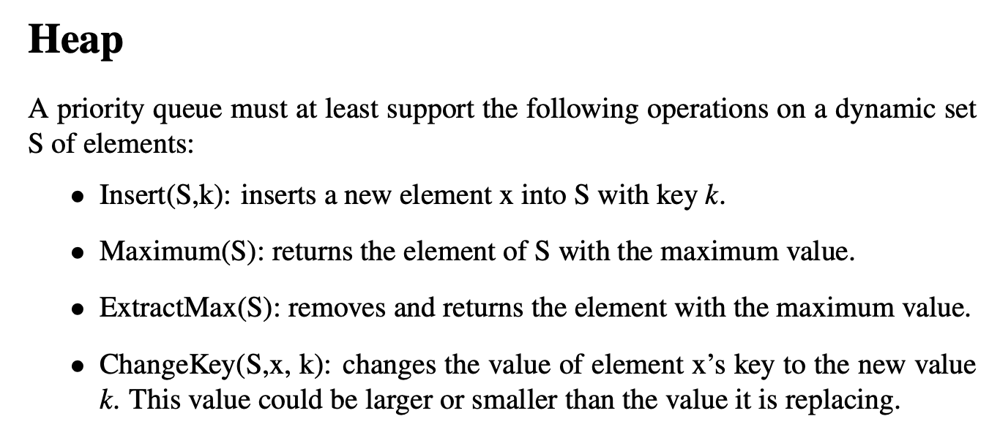 Heap
A priority queue must at least support the following operations on a dynamic set
S of elements:
• Insert(S,k): inserts a new element x into S with key k.
• Maximum(S): returns the element of S with the maximum value.
• ExtractMax(S): removes and returns the element with the maximum value.
• ChangeKey(S,x, k): changes the value of element x’s key to the new value
k. This value could be larger or smaller than the value it is replacing.